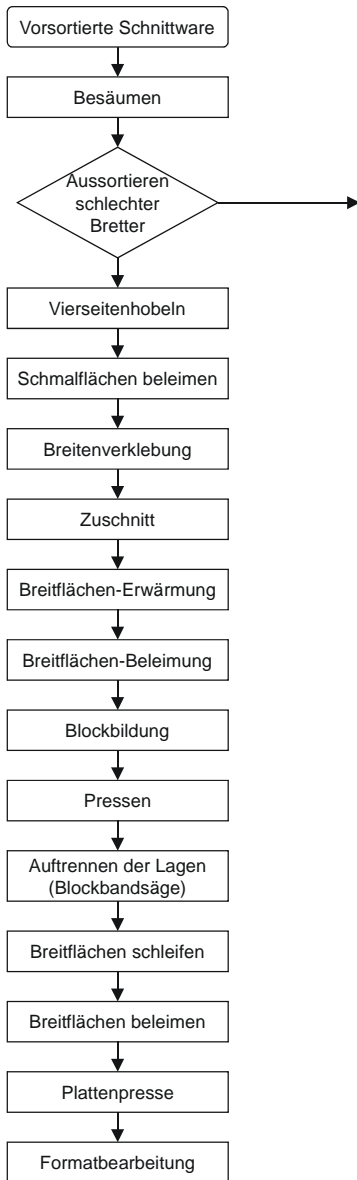 Vorsortierte Schnittware
Besäumen
Aussortieren
schlechter
Bretter
Vierseitenhobeln
Schmalflächen beleimen
Breitenverklebung
Zuschnitt
Breitflächen-Erwärmung
Breitflächen-Beleimung
Blockbildung
Pressen
Auftrennen der Lagen
(Blockbandsäge)
Breitflächen schleifen
Breitflächen beleimen
Plattenpresse
Formatbearbeitung